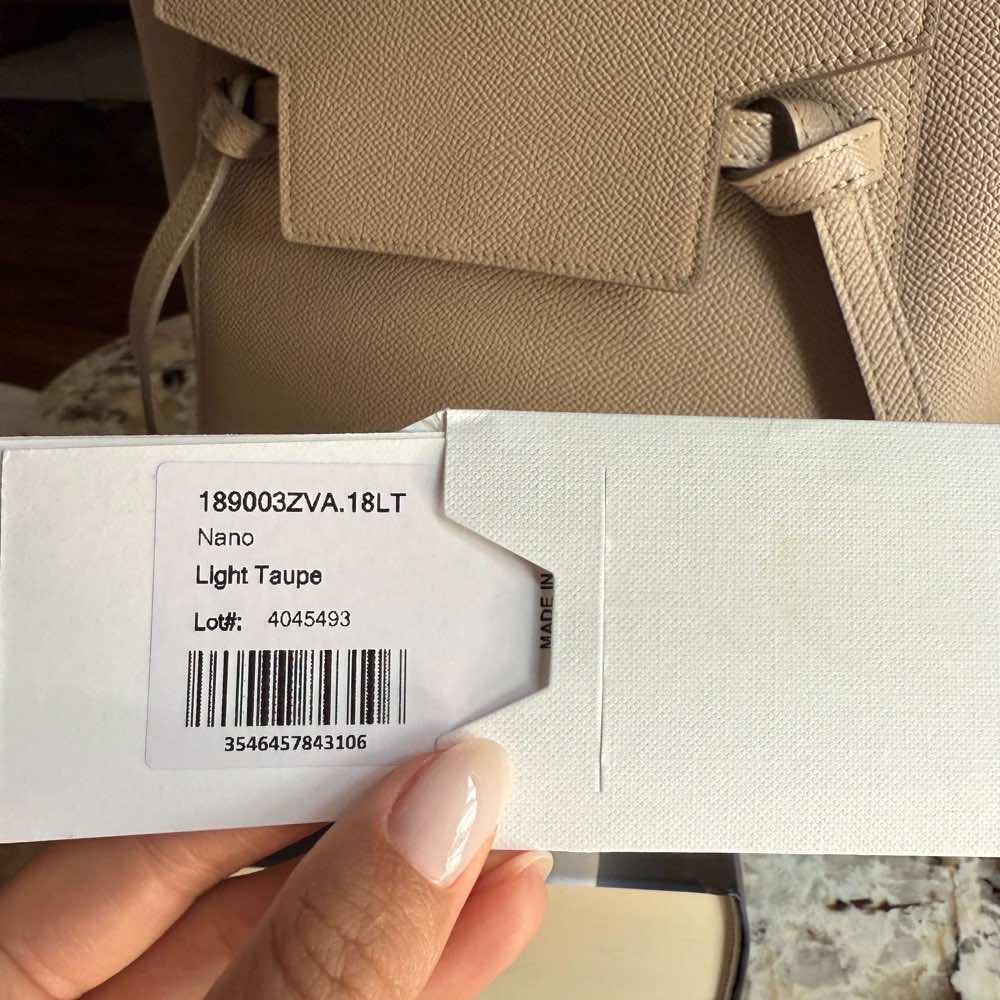 189003ZVA.18LT
Nano
Light Taupe
Lot#: 4045493
3546457843106
MADE IN